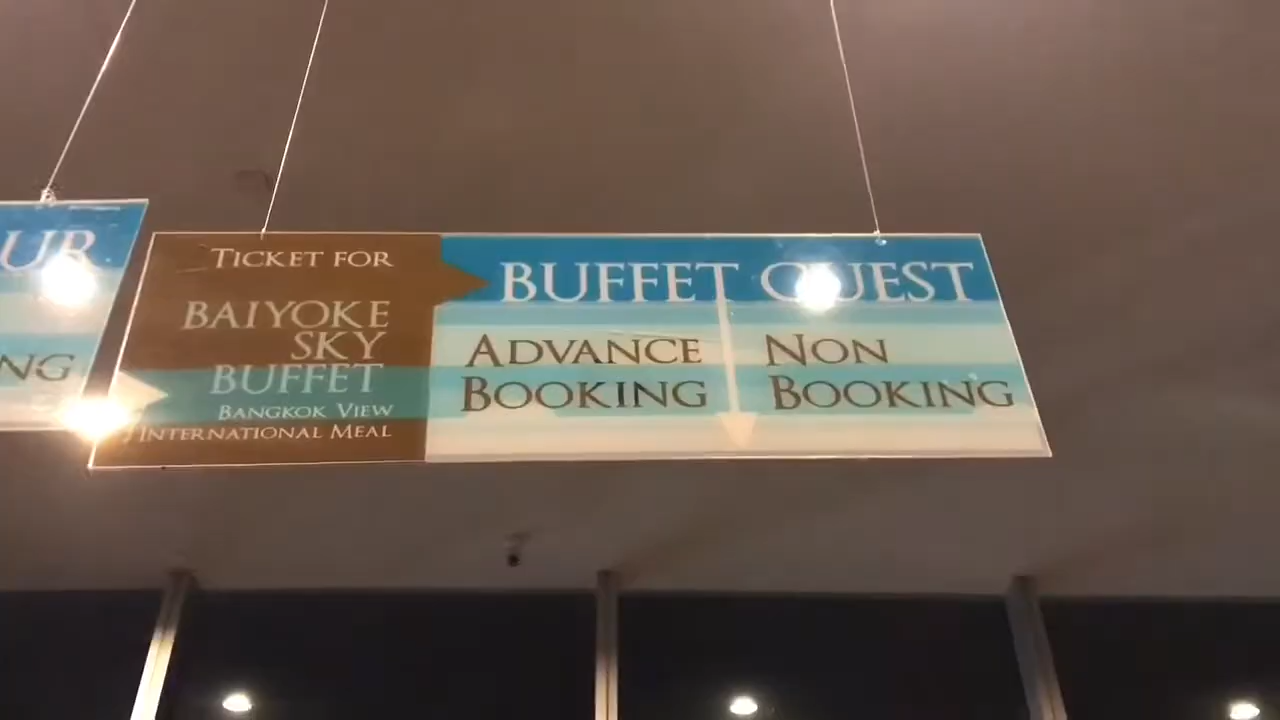 UR
NG
TICKET FOR
BAIYOKE
SKY
BUFFET
BANGKOK VIEW
INTERNATIONAL MEAL
BUFFET GUEST
ADVANCE
BOOKING
NON
BOOKING